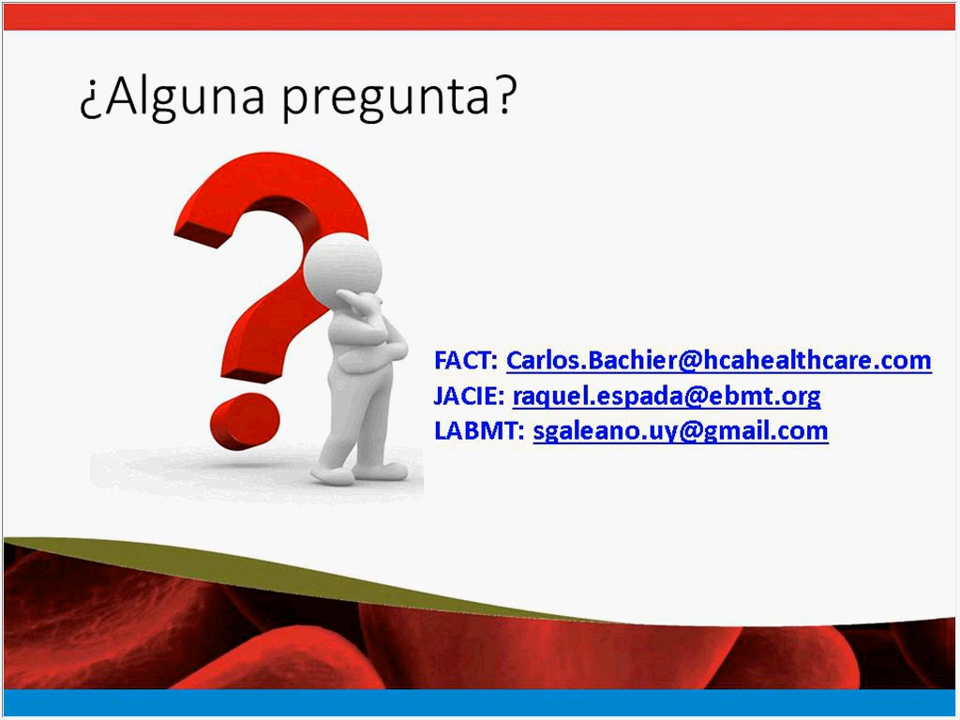 ¿Alguna pregunta?
FACT: Carlos.Bachier@hcahealthcare.com
JACIE: raquel.espada@ebmt.org
LABMT: sgaleano.uy@gmail.com